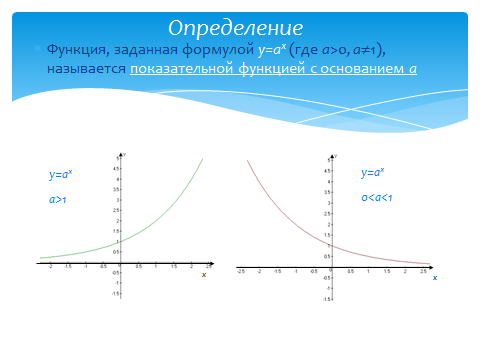 Определение
Функция, заданная формулой y=aˣ (где a>0, a≠1),
называется показательной функцией с основанием a
y=aˣ
a>1
y
5
4.5
4
3.5
3
2.5
2
1.5
1
0.5
-0.5
-1
-1.5
-2 -1.5 -1 -0.5 0.5 1 1.5 2 2.5
x
y=aˣ
0<a<1
y
5
4.5
4
3.5
3
2.5
2
1.5
1
0.5
-0.5
-1
-1.5
-2.5 -2 -1.5 -1 -0.5 0.5 1 1.5 2 2.5
x